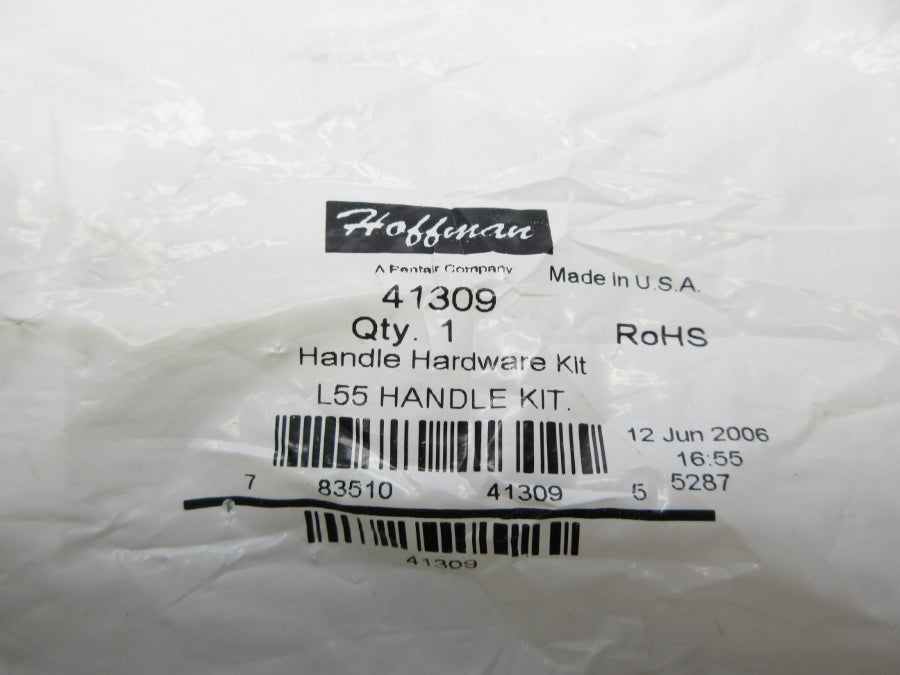 Hoffman
A Pentair Company
Made in U.S.A.
41309
Qty. 1
RoHS
Handle Hardware Kit
L55 HANDLE KIT.
12 Jun 2006
16:55
5287
7 83510 41309 5
41309